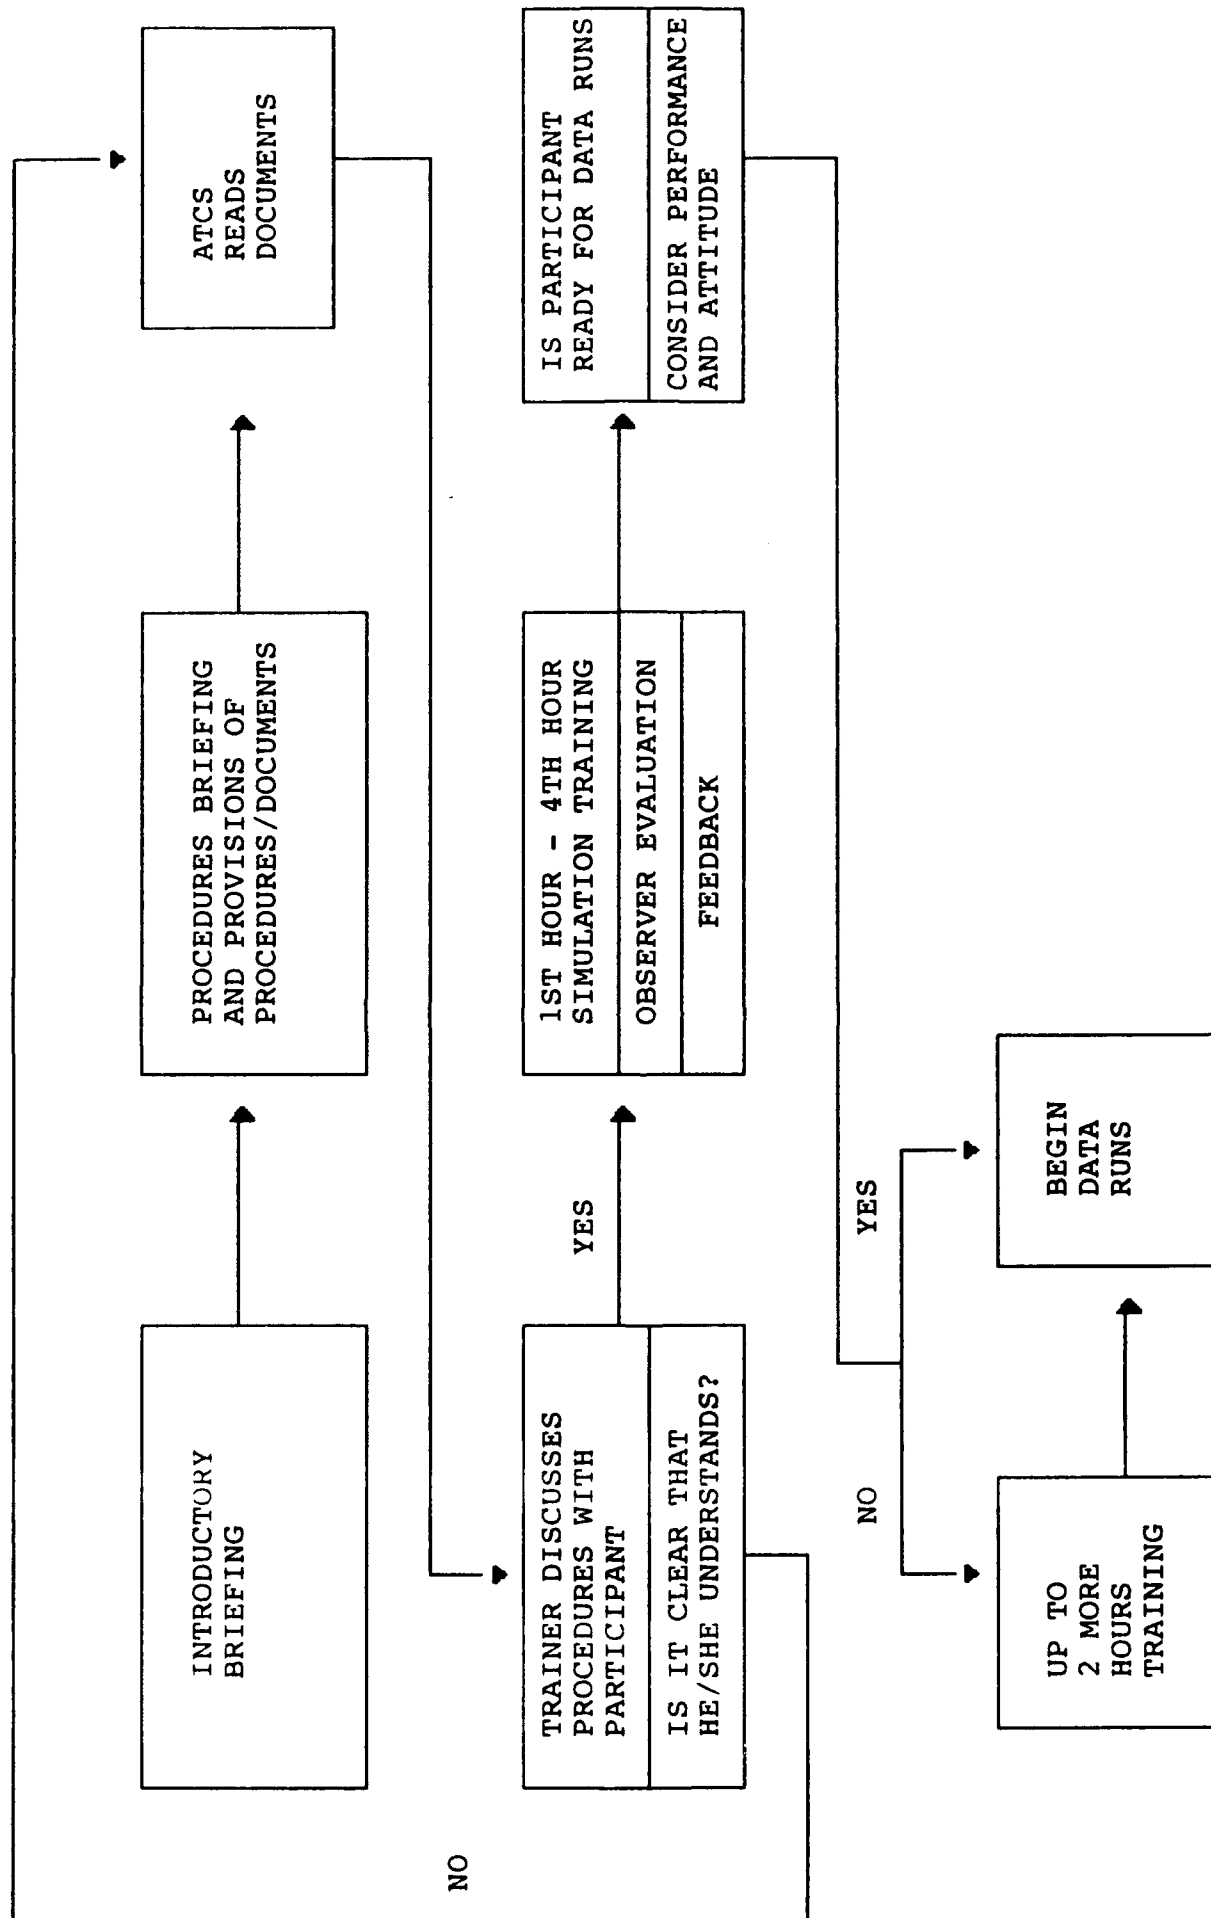 INTRODUCTORY
BRIEFING
PROCEDURES BRIEFING
AND PROVISIONS OF
PROCEDURES/DOCUMENTS
ATCS
READS
DOCUMENTS
NO
TRAINER DISCUSSES
PROCEDURES WITH
PARTICIPANT
IS IT CLEAR THAT
HE/SHE UNDERSTANDS?
YES
1ST HOUR - 4TH HOUR
SIMULATION TRAINING
OBSERVER EVALUATION
FEEDBACK
IS PARTICIPANT
READY FOR DATA RUNS
CONSIDER PERFORMANCE
AND ATTITUDE
NO
YES
UP TO
2 MORE
HOURS
TRAINING
BEGIN
DATA
RUNS